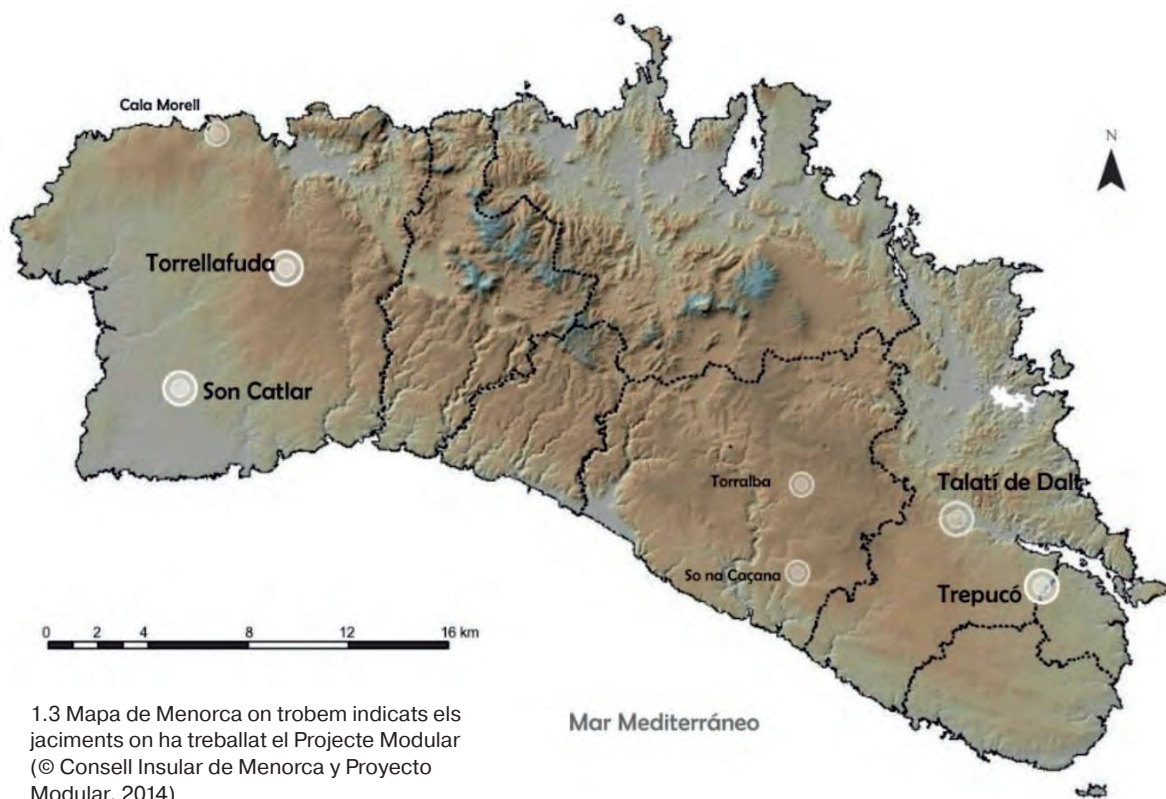 Cala Morell
N
Torrellafuda
Son Catlar
Torralba
Talatí de Dalt
So na Caçana
Trepucó
0 2 4 8 12 16 km
1.3 Mapa de Menorca on trobem indicats els
jaciments on ha treballat el Projecte Modular
(© Consell Insular de Menorca y Proyecto
Modular, 2014)
Mar Mediterráneo